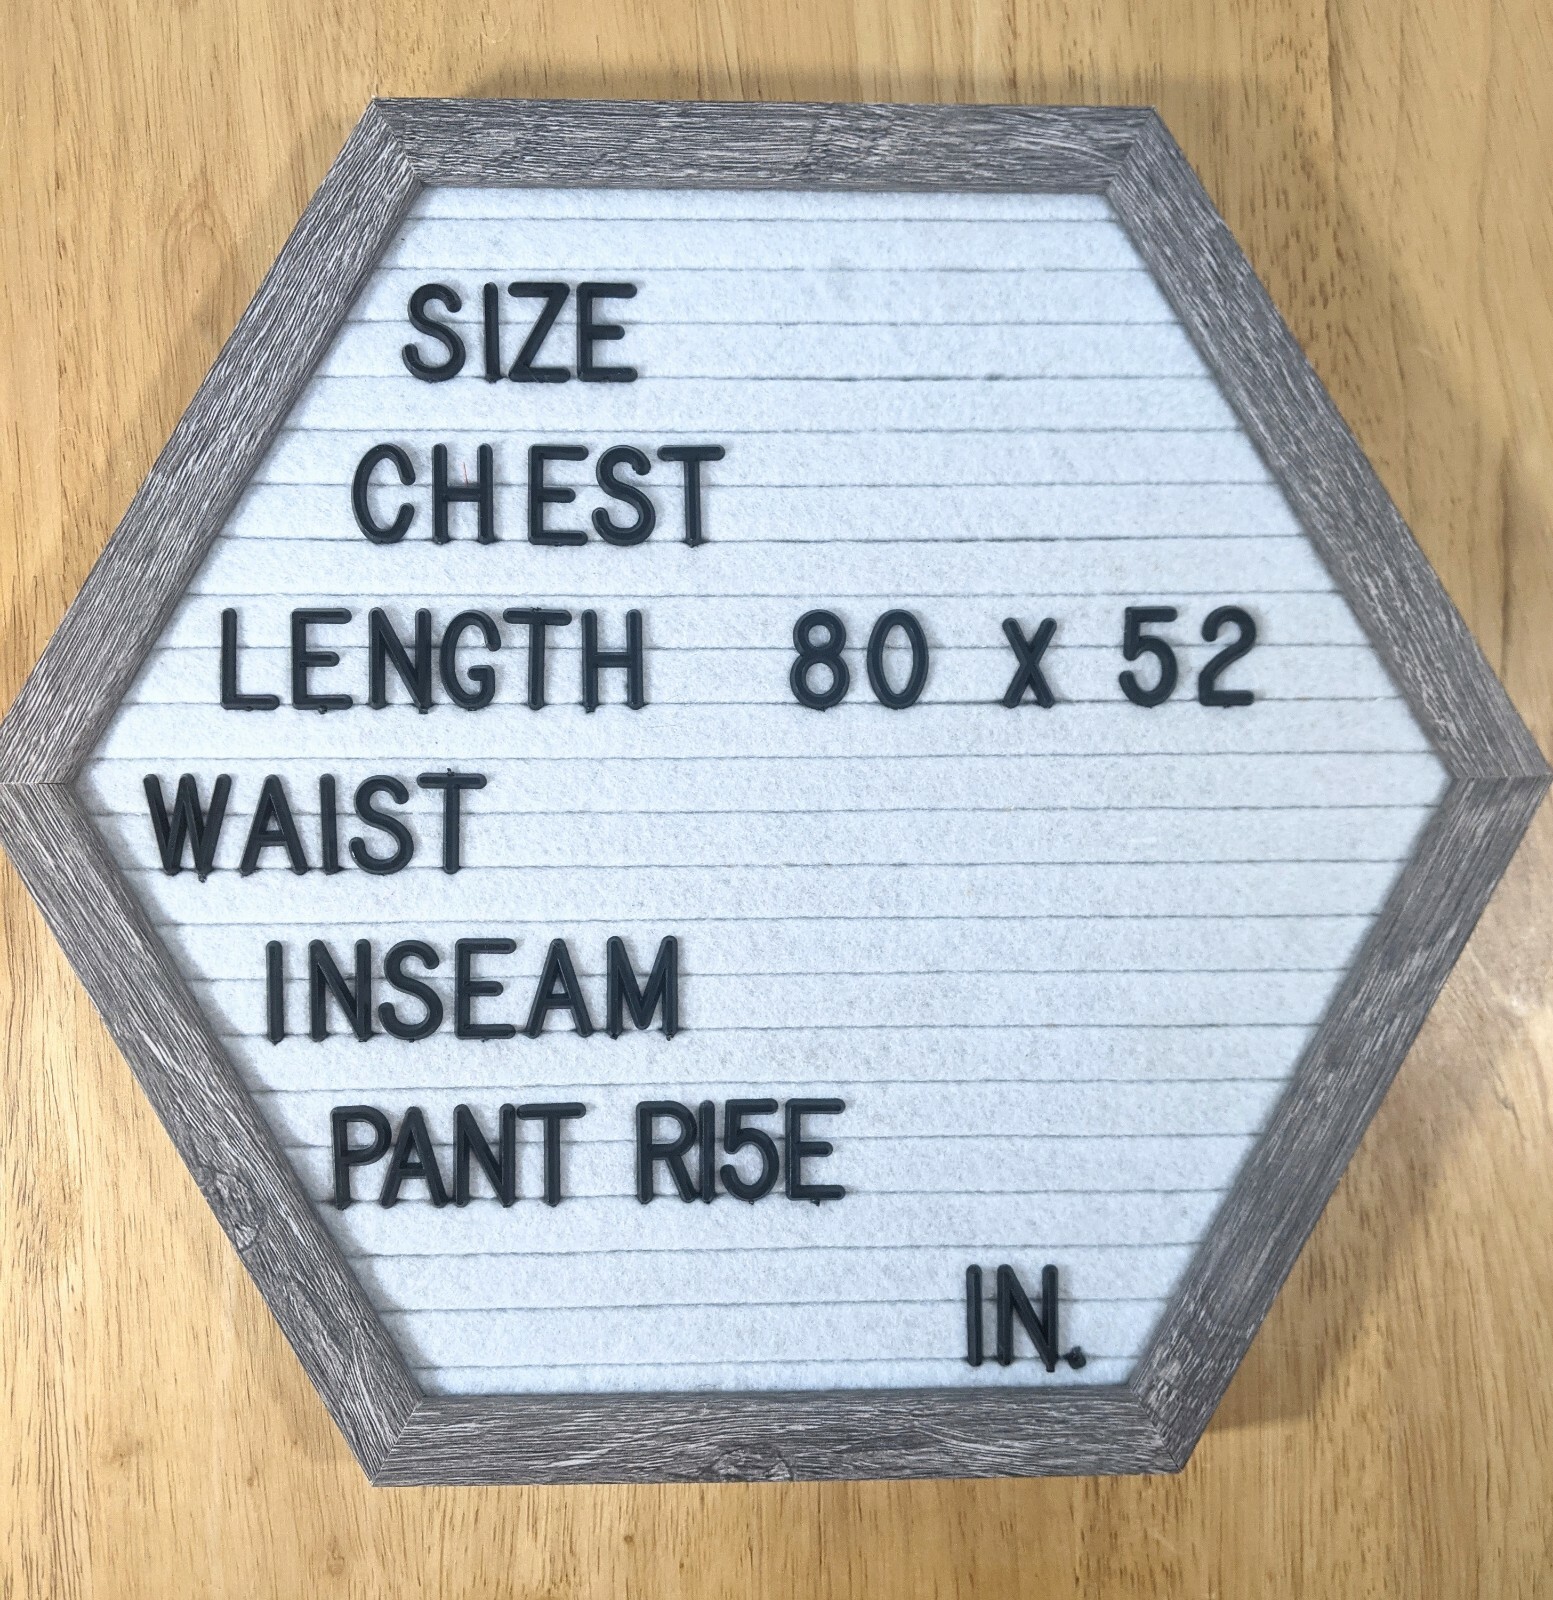 SIZE
CHEST
LENGTH 80 X 52
WAIST
INSEAM
PANT RI5E
IN.